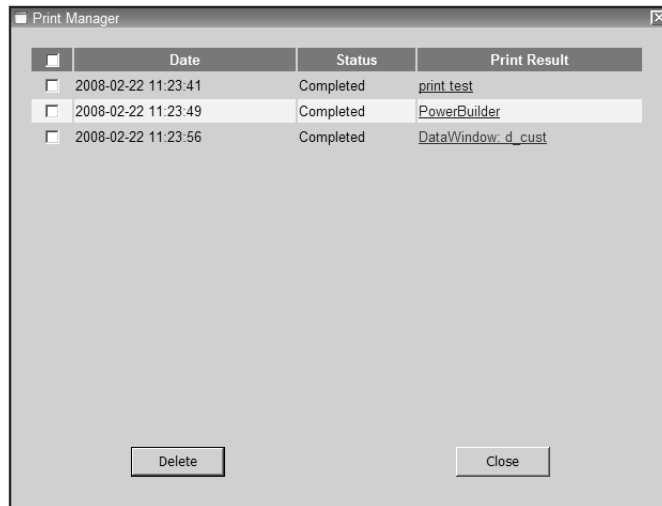 Print Manager
Date Status Print Result
2008-02-22 11:23:41 Completed print test
2008-02-22 11:23:49 Completed PowerBuilder
2008-02-22 11:23:56 Completed DataWindow: d_cust
Delete Close